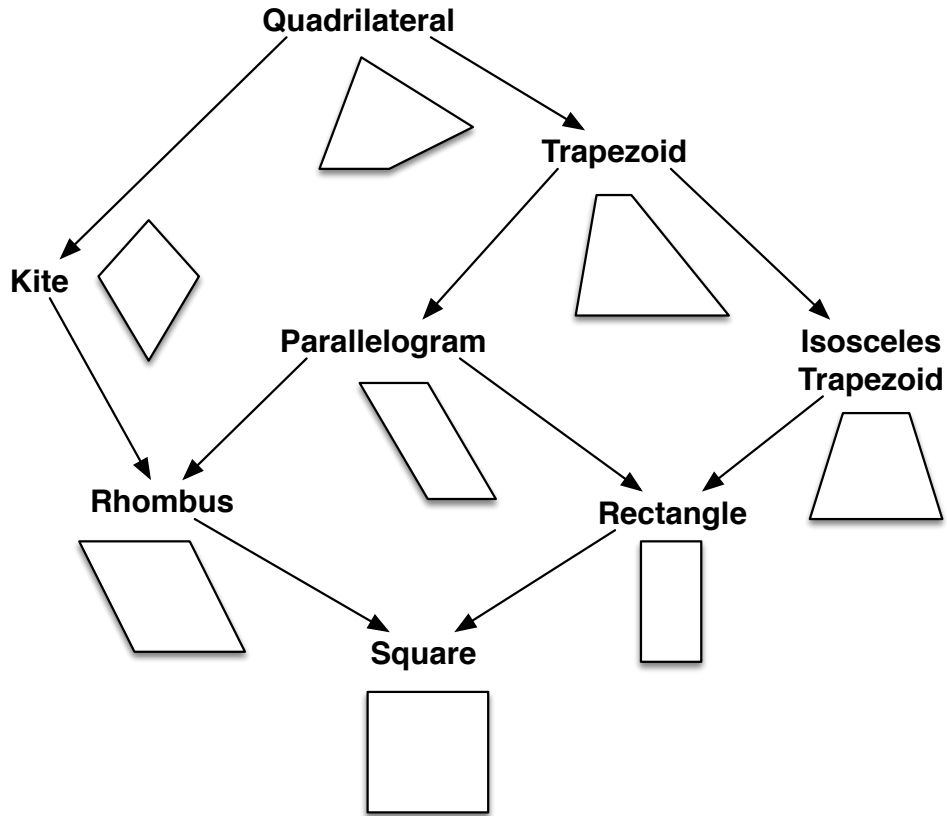 Quadrilateral
Trapezoid
Kite
Parallelogram
Isosceles
Trapezoid
Rhombus
Rectangle
Square